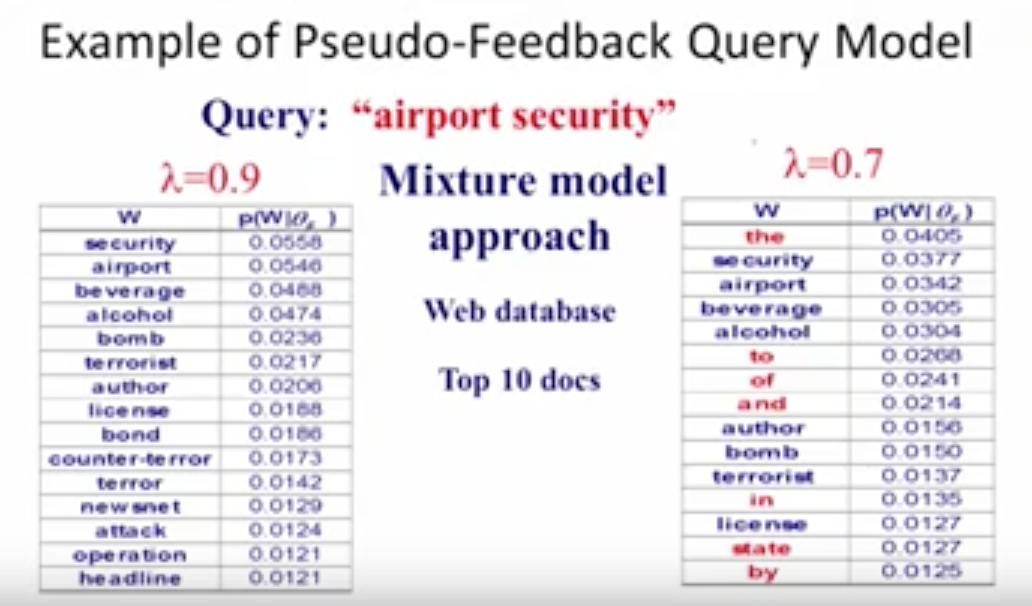 Example of Pseudo-Feedback Query Model
Query: “airport security”
λ=0.9
W p(W|θF)
security 0.0558
airport 0.0546
beverage 0.0488
alcohol 0.0474
bomb 0.0236
terrorist 0.0217
author 0.0206
license 0.0188
bond 0.0186
counter-terror 0.0173
terror 0.0142
newsnet 0.0129
attack 0.0124
operation 0.0121
headline 0.0121
Mixture model
approach
Web database
Top 10 docs
λ=0.7
W p(W|θF)
the 0.0405
security 0.0377
airport 0.0342
beverage 0.0305
alcohol 0.0304
to 0.0268
of 0.0241
and 0.0214
author 0.0156
bomb 0.0150
terrorist 0.0137
in 0.0135
license 0.0127
state 0.0127
by 0.0125